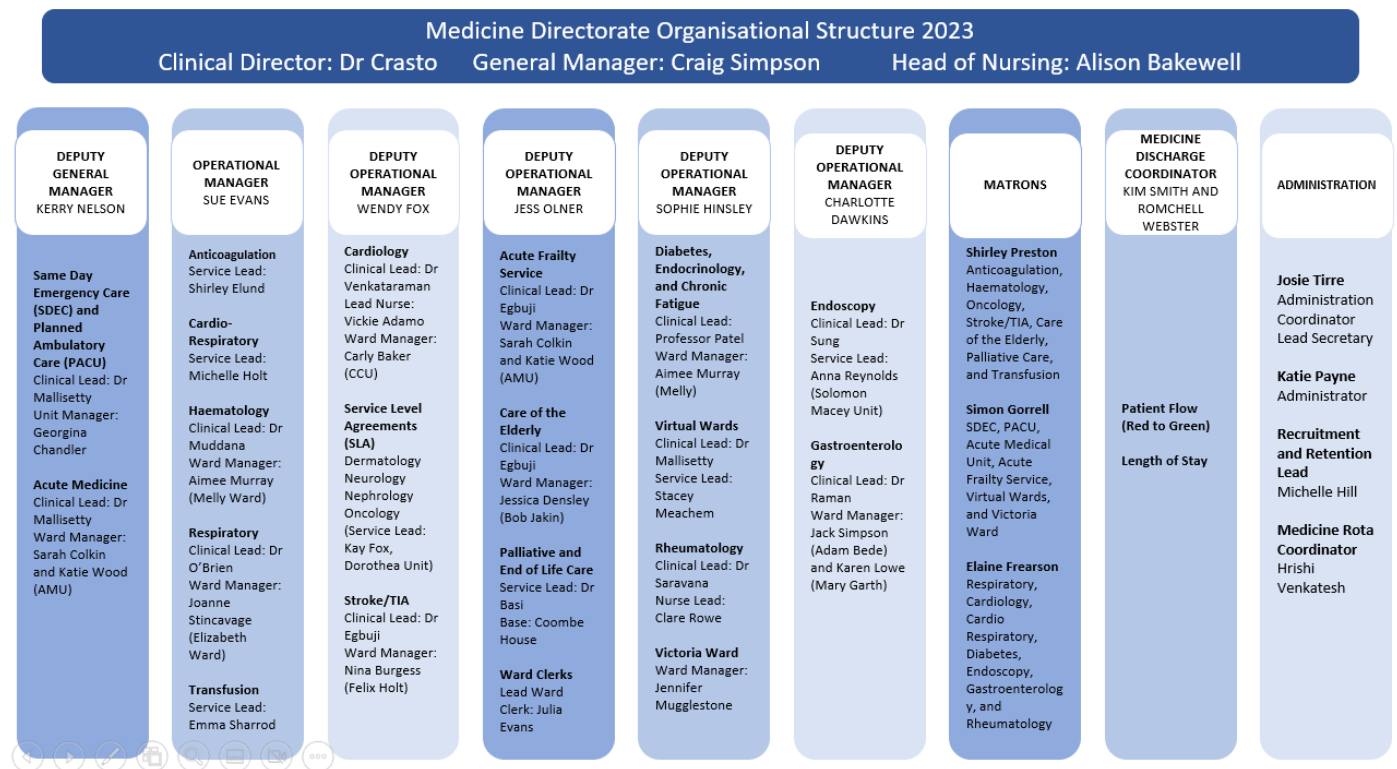 Medicine Directorate Organisational Structure 2023
Clinical Director: Dr Crasto General Manager: Craig Simpson Head of Nursing: Alison Bakewell
DEPUTY
GENERAL
MANAGER
KERRY NELSON
Same Day
Emergency Care
(SDEC) and
Planned
Ambulatory
Care (PACU)
Clinical Lead: Dr
Mallisetty
Unit Manager:
Georgina
Chandler
Acute Medicine
Clinical Lead: Dr
Mallisetty
Ward Manager:
Sarah Colkin
and Katie Wood
(AMU)
OPERATIONAL
MANAGER
SUE EVANS
Anticoagulation
Service Lead:
Shirley Elund
Cardio-
Respiratory
Service Lead:
Michelle Holt
Haematology
Clinical Lead: Dr
Muddana
Ward Manager:
Aimee Murray
(Melly Ward)
Respiratory
Clinical Lead: Dr
O’Brien
Ward Manager:
Joanne
Stincavage
(Elizabeth
Ward)
Transfusion
Service Lead:
Emma Sharrod
DEPUTY
OPERATIONAL
MANAGER
WENDY FOX
Cardiology
Clinical Lead: Dr
Venkataraman
Lead Nurse:
Vickie Adamo
Ward Manager:
Carly Baker
(CCU)
Service Level
Agreements
(SLA)
Dermatology
Neurology
Nephrology
Oncology
(Service Lead:
Kay Fox,
Dorothea Unit)
Stroke/TIA
Clinical Lead: Dr
Egbuji
Ward Manager:
Nina Burgess
(Felix Holt)
DEPUTY
OPERATIONAL
MANAGER
JESS OLNER
Acute Frailty
Service
Clinical Lead: Dr
Egbuji
Ward Manager:
Sarah Colkin
and Katie Wood
(AMU)
Care of the
Elderly
Clinical Lead: Dr
Egbuji
Ward Manager:
Jessica Densley
(Bob Jakin)
Palliative and
End of Life Care
Service Lead: Dr
Basi
Base: Coombe
House
Ward Clerks
Lead Ward
Clerk: Julia
Evans
DEPUTY
OPERATIONAL
MANAGER
SOPHIE HINSLEY
Diabetes,
Endocrinology,
and Chronic
Fatigue
Clinical Lead:
Professor Patel
Ward Manager:
Aimee Murray
(Melly)
Virtual Wards
Clinical Lead: Dr
Mallisetty
Service Lead:
Stacey
Meachem
Rheumatology
Clinical Lead: Dr
Saravana
Nurse Lead:
Clare Rowe
Victoria Ward
Ward Manager:
Jennifer
Mugglestone
DEPUTY
OPERATIONAL
MANAGER
CHARLOTTE
DAWKINS
Endoscopy
Clinical Lead: Dr
Sung
Service Lead:
Anna Reynolds
(Solomon
Macey Unit)
Gastroenterolo
gy
Clinical Lead: Dr
Raman
Ward Manager:
Jack Simpson
(Adam Bede)
and Karen Lowe
(Mary Garth)
MATRONS
Shirley Preston
Anticoagulation,
Haematology,
Oncology,
Stroke/TIA, Care
of the Elderly,
Palliative Care,
and Transfusion
Simon Gorrell
SDEC, PACU,
Acute Medical
Unit, Acute
Frailty Service,
Virtual Wards,
and Victoria
Ward
Elaine Frearson
Respiratory,
Cardiology,
Cardio
Respiratory,
Diabetes,
Endoscopy,
Gastroenterolog
y, and
Rheumatology
MEDICINE
DISCHARGE
COORDINATOR
KIM SMITH AND
ROMCHELL
WEBSTER
Patient Flow
(Red to Green)
Length of Stay
ADMINISTRATION
Josie Tirre
Administration
Coordinator
Lead Secretary
Katie Payne
Administrator
Recruitment
and Retention
Lead
Michelle Hill
Medicine Rota
Coordinator
Hrishi
Venkatesh